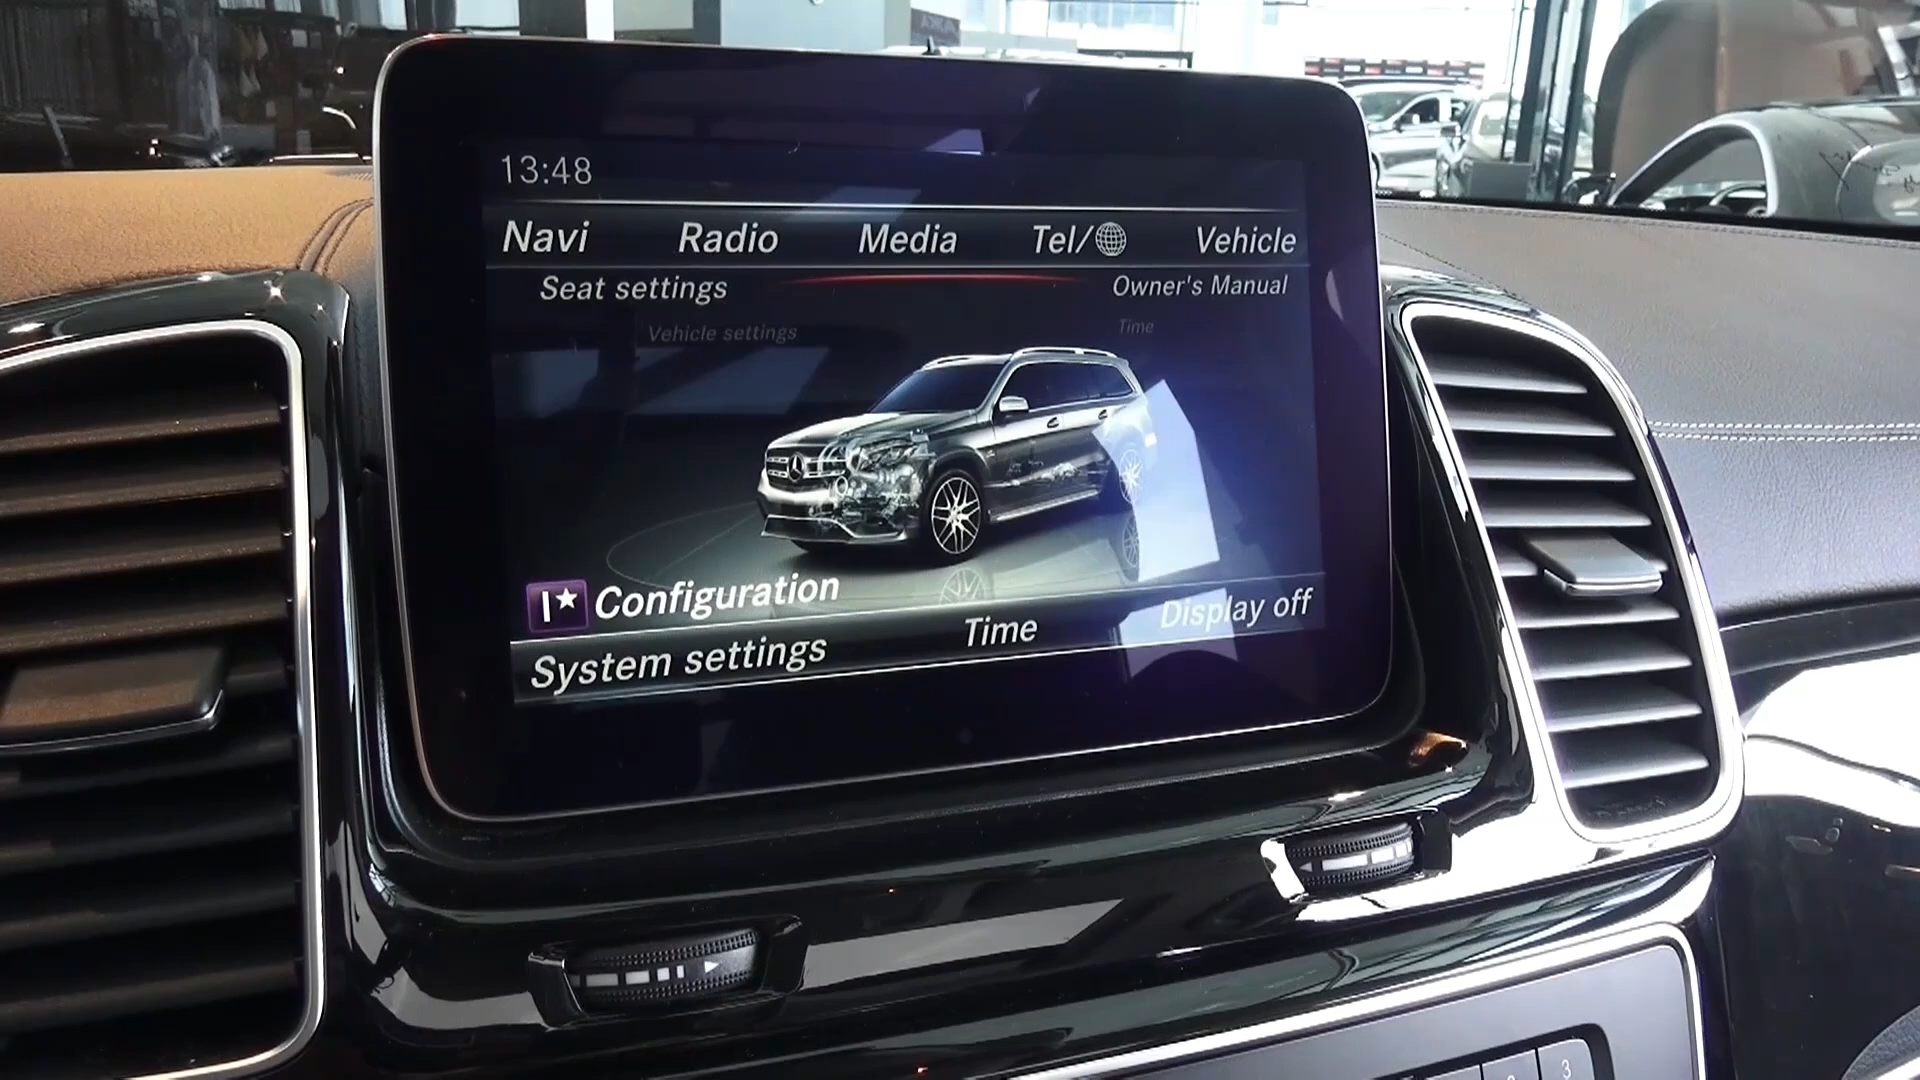 13:48
Navi Radio Media Tel/ Vehicle
Seat settings Owner's Manual
Vehicle settings Time
Configuration
System settings Time Display off
3